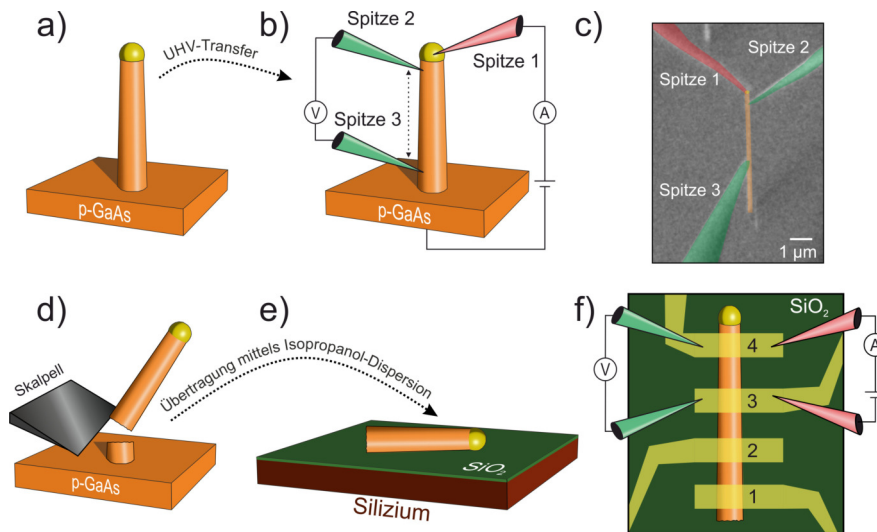 a)
UHV-Transfer
p-GaAs
b)
Spitze 2
Spitze 1
V
Spitze 3
A
p-GaAs
c)
Spitze 2
Spitze 1
Spitze 3
1 µm
d)
Skalpell
p-GaAs
Übertragung mittels Isopropanol-Dispersion
e)
SiO₂
Silizium
f)
SiO₂
V
A
4
3
2
1